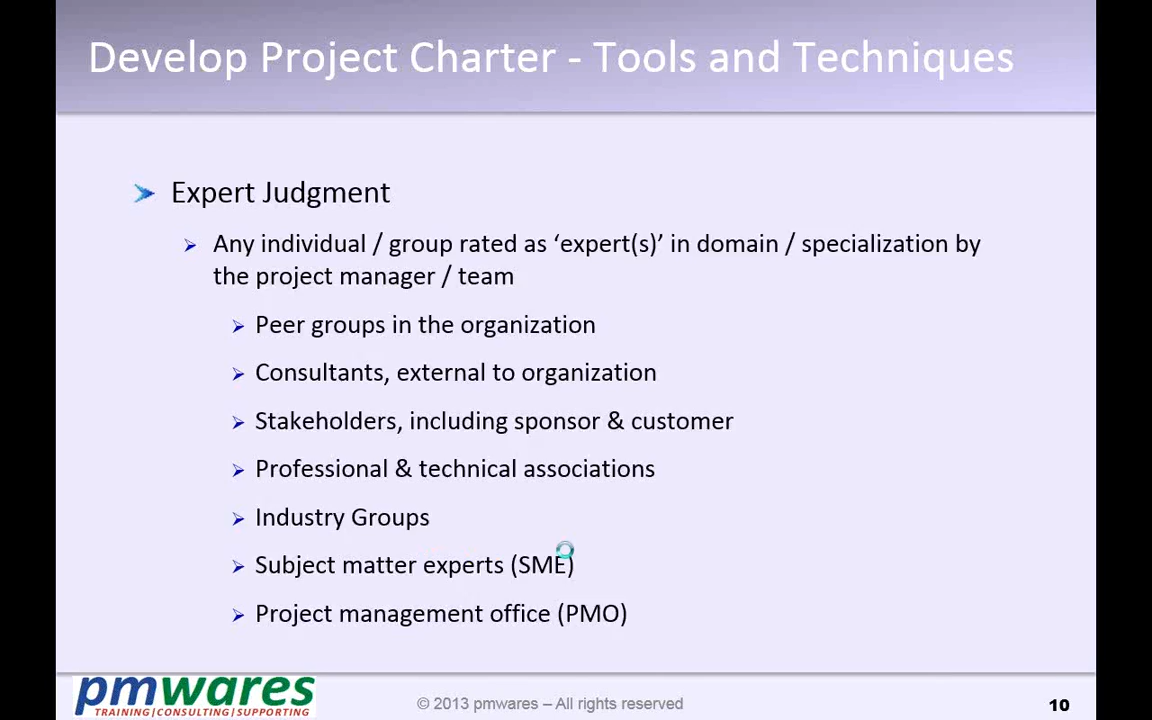 Develop Project Charter - Tools and Techniques
Expert Judgment
Any individual / group rated as ‘expert(s)’ in domain / specialization by
the project manager / team
Peer groups in the organization
Consultants, external to organization
Stakeholders, including sponsor & customer
Professional & technical associations
Industry Groups
Subject matter experts (SME)
Project management office (PMO)
pmwares
TRAINING|CONSULTING|SUPPORTING
© 2013 pmwares – All rights reserved
10